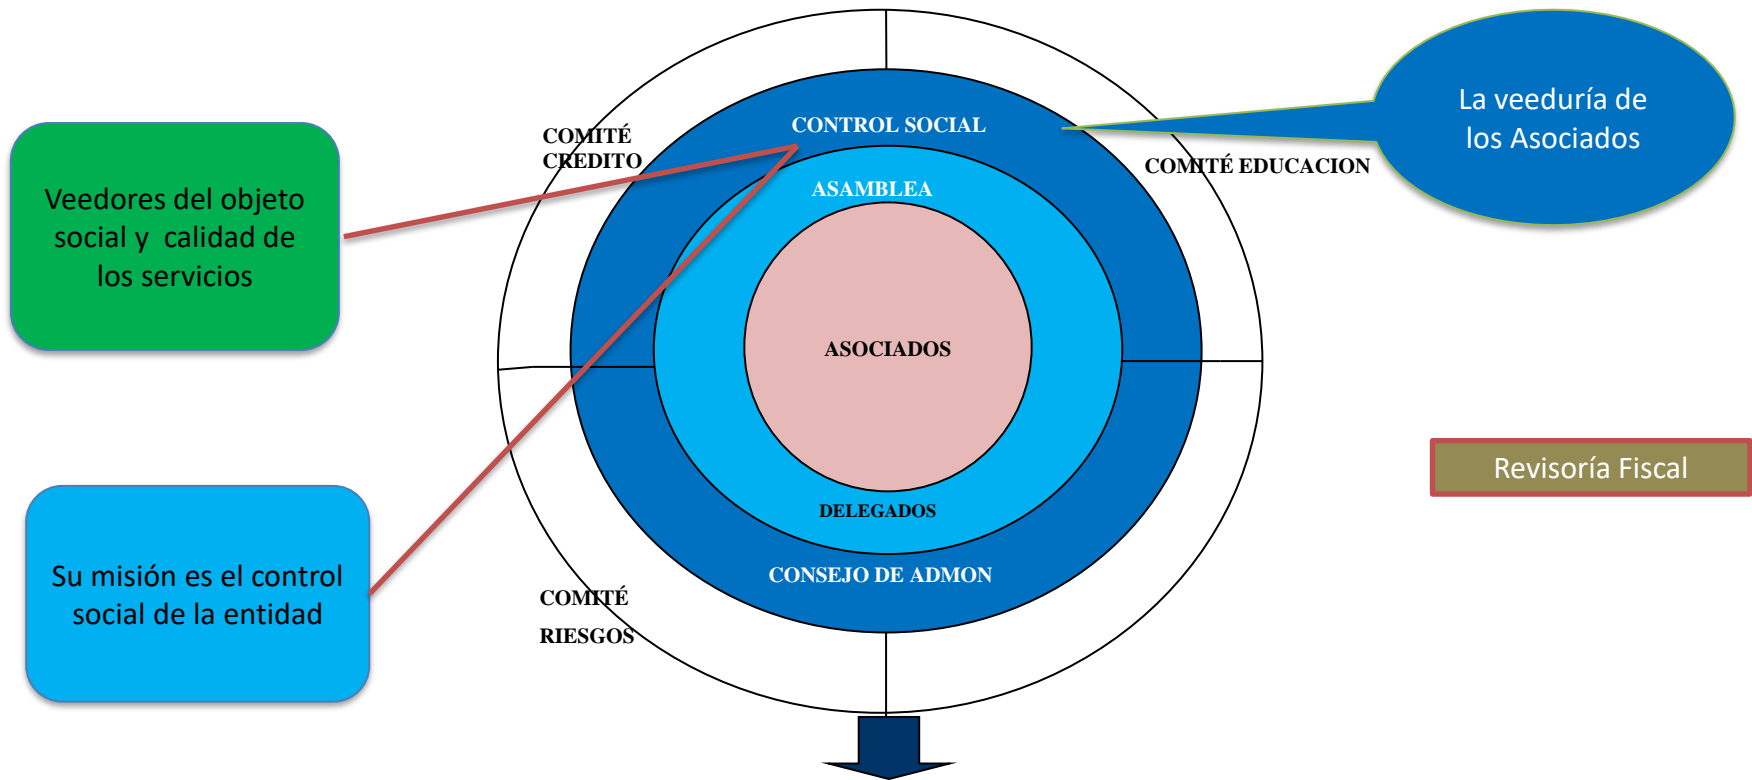 La veeduría de
los Asociados
CONTROL SOCIAL
COMITÉ
CREDITO
COMITÉ EDUCACION
ASAMBLEA
Veedores del objeto
social y  calidad de
los servicios
ASOCIADOS
Revisoría Fiscal
DELEGADOS
Su misión es el control
social de la entidad
CONSEJO DE ADMON
COMITÉ
RIESGOS